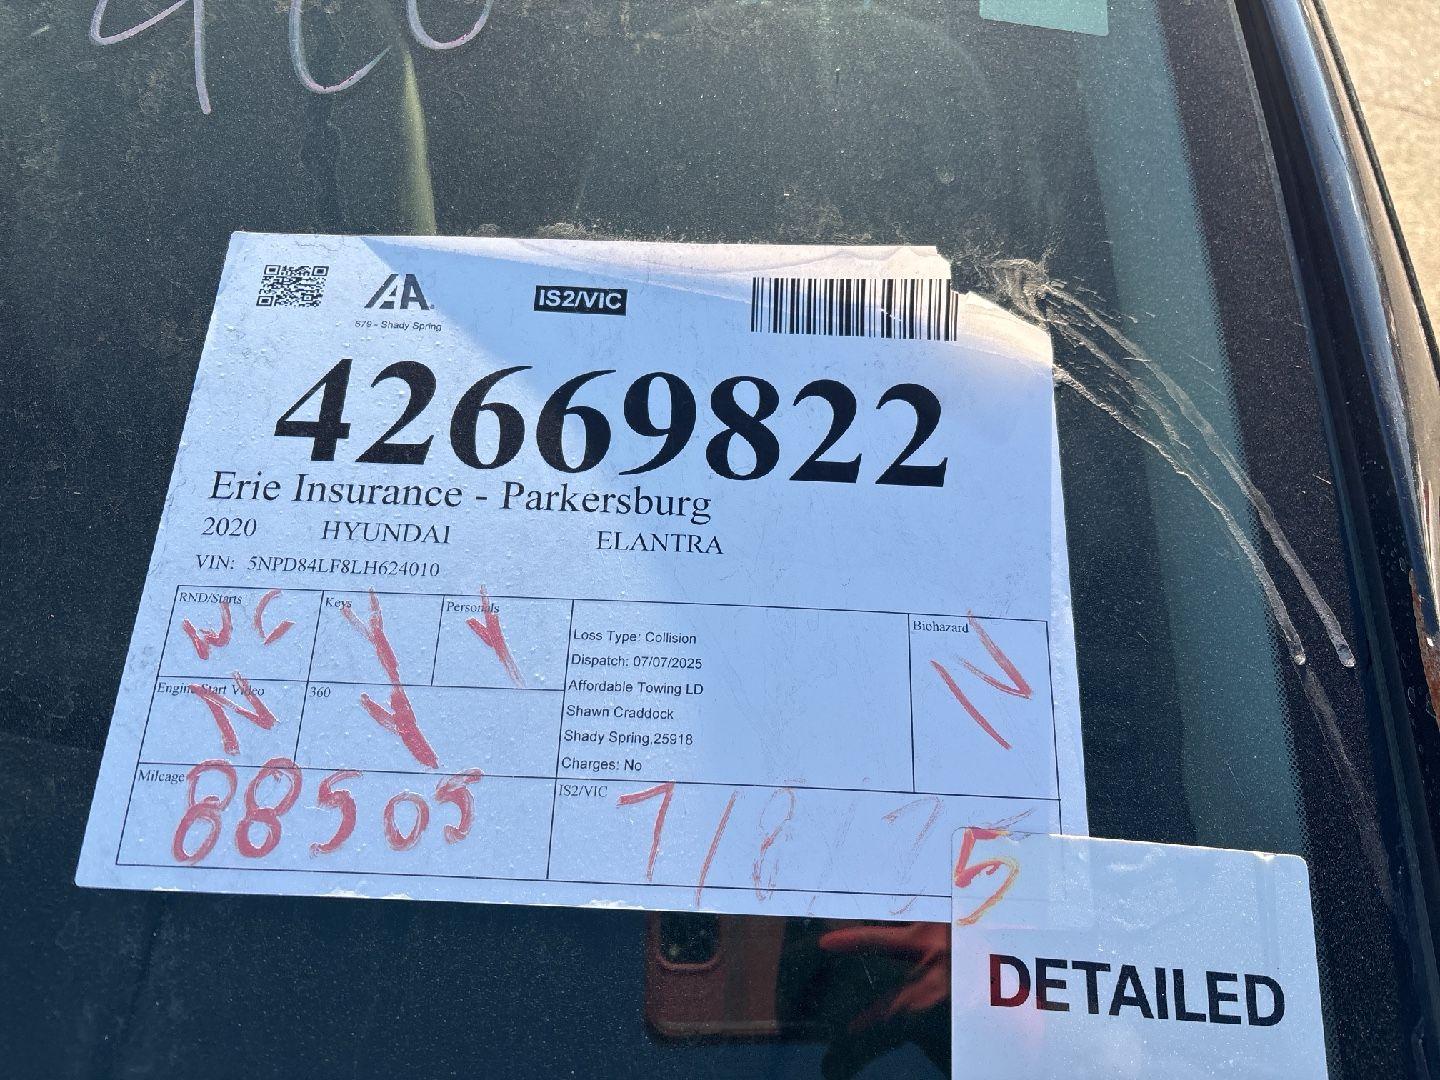 IAA
579 - Shady Spring
IS2/VIC
42669822
Erie Insurance - Parkersburg
2020 HYUNDAI ELANTRA
VIN: 5NPD84LF8LH624010
RND/Starts
WC
Keys
Y
Personals
Y
Engine Start Video
N
360
Y
Loss Type: Collision
Dispatch: 07/07/2025
Affordable Towing LD
Shawn Craddock
Shady Spring,25918
Charges: No
Biohazard
N
Mileage
88505
IS2/VIC
7/8/25
DETAILED